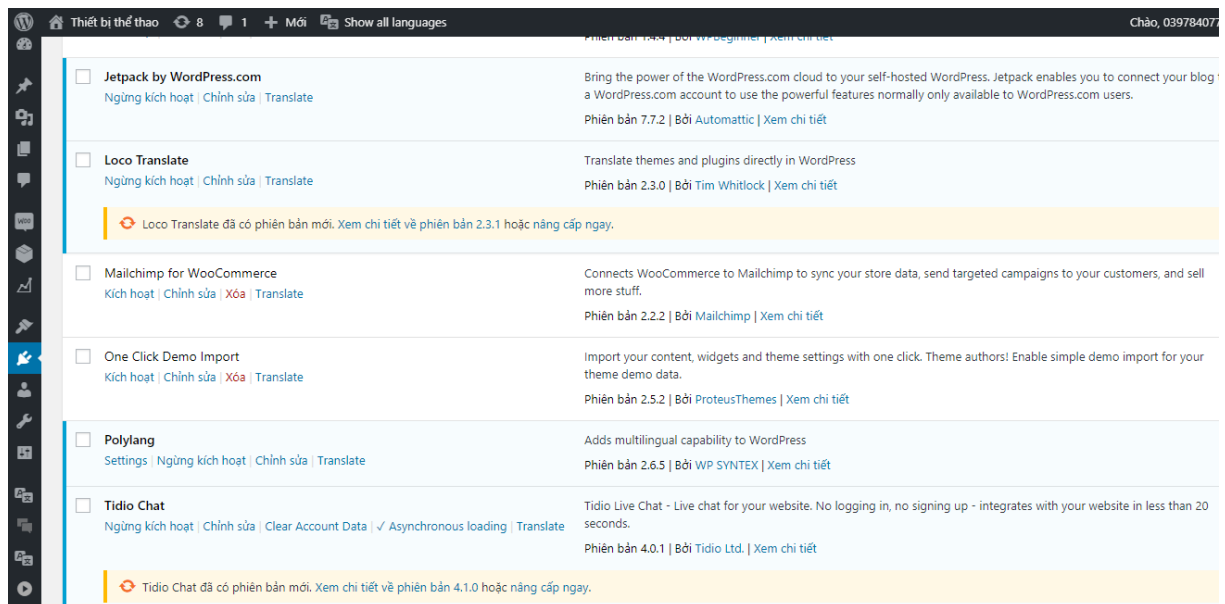 Thiết bị thể thao 8 1 Mới Show all languages Chào, 039784077
Phiên bản 1.4.4 | Bởi WPBeginner | Xem chi tiết
Jetpack by WordPress.com
Ngừng kích hoạt | Chỉnh sửa | Translate
Bring the power of the WordPress.com cloud to your self-hosted WordPress. Jetpack enables you to connect your blog
a WordPress.com account to use the powerful features normally only available to WordPress.com users.
Phiên bản 7.7.2 | Bởi Automattic | Xem chi tiết
Loco Translate
Ngừng kích hoạt | Chỉnh sửa | Translate
Translate themes and plugins directly in WordPress
Phiên bản 2.3.0 | Bởi Tim Whitlock | Xem chi tiết
Loco Translate đã có phiên bản mới. Xem chi tiết về phiên bản 2.3.1 hoặc nâng cấp ngay.
WOO
Mailchimp for WooCommerce
Kích hoạt | Chỉnh sửa | Xóa | Translate
Connects WooCommerce to Mailchimp to sync your store data, send targeted campaigns to your customers, and sell
more stuff.
Phiên bản 2.2.2 | Bởi Mailchimp | Xem chi tiết
One Click Demo Import
Kích hoạt | Chỉnh sửa | Xóa | Translate
Import your content, widgets and theme settings with one click. Theme authors! Enable simple demo import for your
theme demo data.
Phiên bản 2.5.2 | Bởi ProteusThemes | Xem chi tiết
Polylang
Settings | Ngừng kích hoạt | Chỉnh sửa | Translate
Adds multilingual capability to WordPress
Phiên bản 2.6.5 | Bởi WP SYNTEX | Xem chi tiết
Tidio Chat
Ngừng kích hoạt | Chỉnh sửa | Clear Account Data | ✓ Asynchronous loading | Translate
Tidio Live Chat - Live chat for your website. No logging in, no signing up - integrates with your website in less than 20
seconds.
Phiên bản 4.0.1 | Bởi Tidio Ltd. | Xem chi tiết
Tidio Chat đã có phiên bản mới. Xem chi tiết về phiên bản 4.1.0 hoặc nâng cấp ngay.